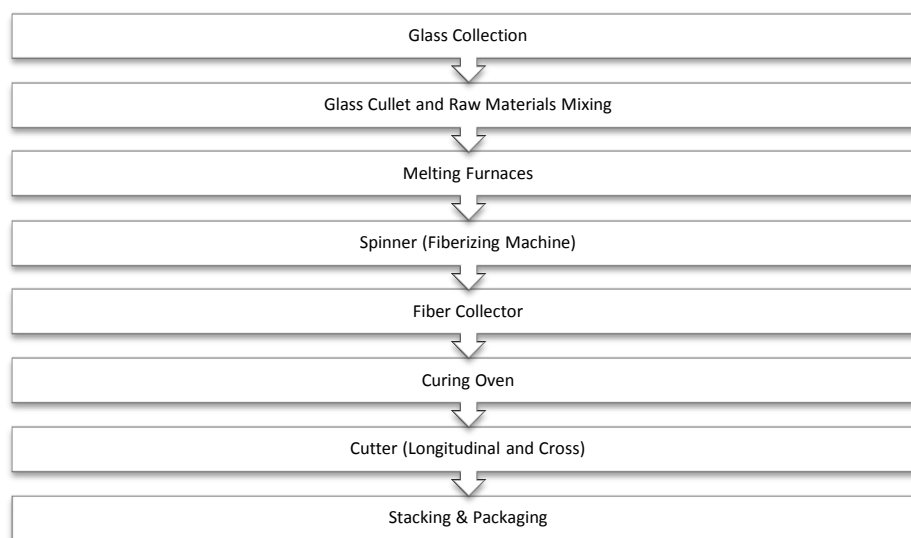 Glass Collection
Glass Cullet and Raw Materials Mixing
Melting Furnaces
Spinner (Fiberizing Machine)
Fiber Collector
Curing Oven
Cutter (Longitudinal and Cross)
Stacking & Packaging